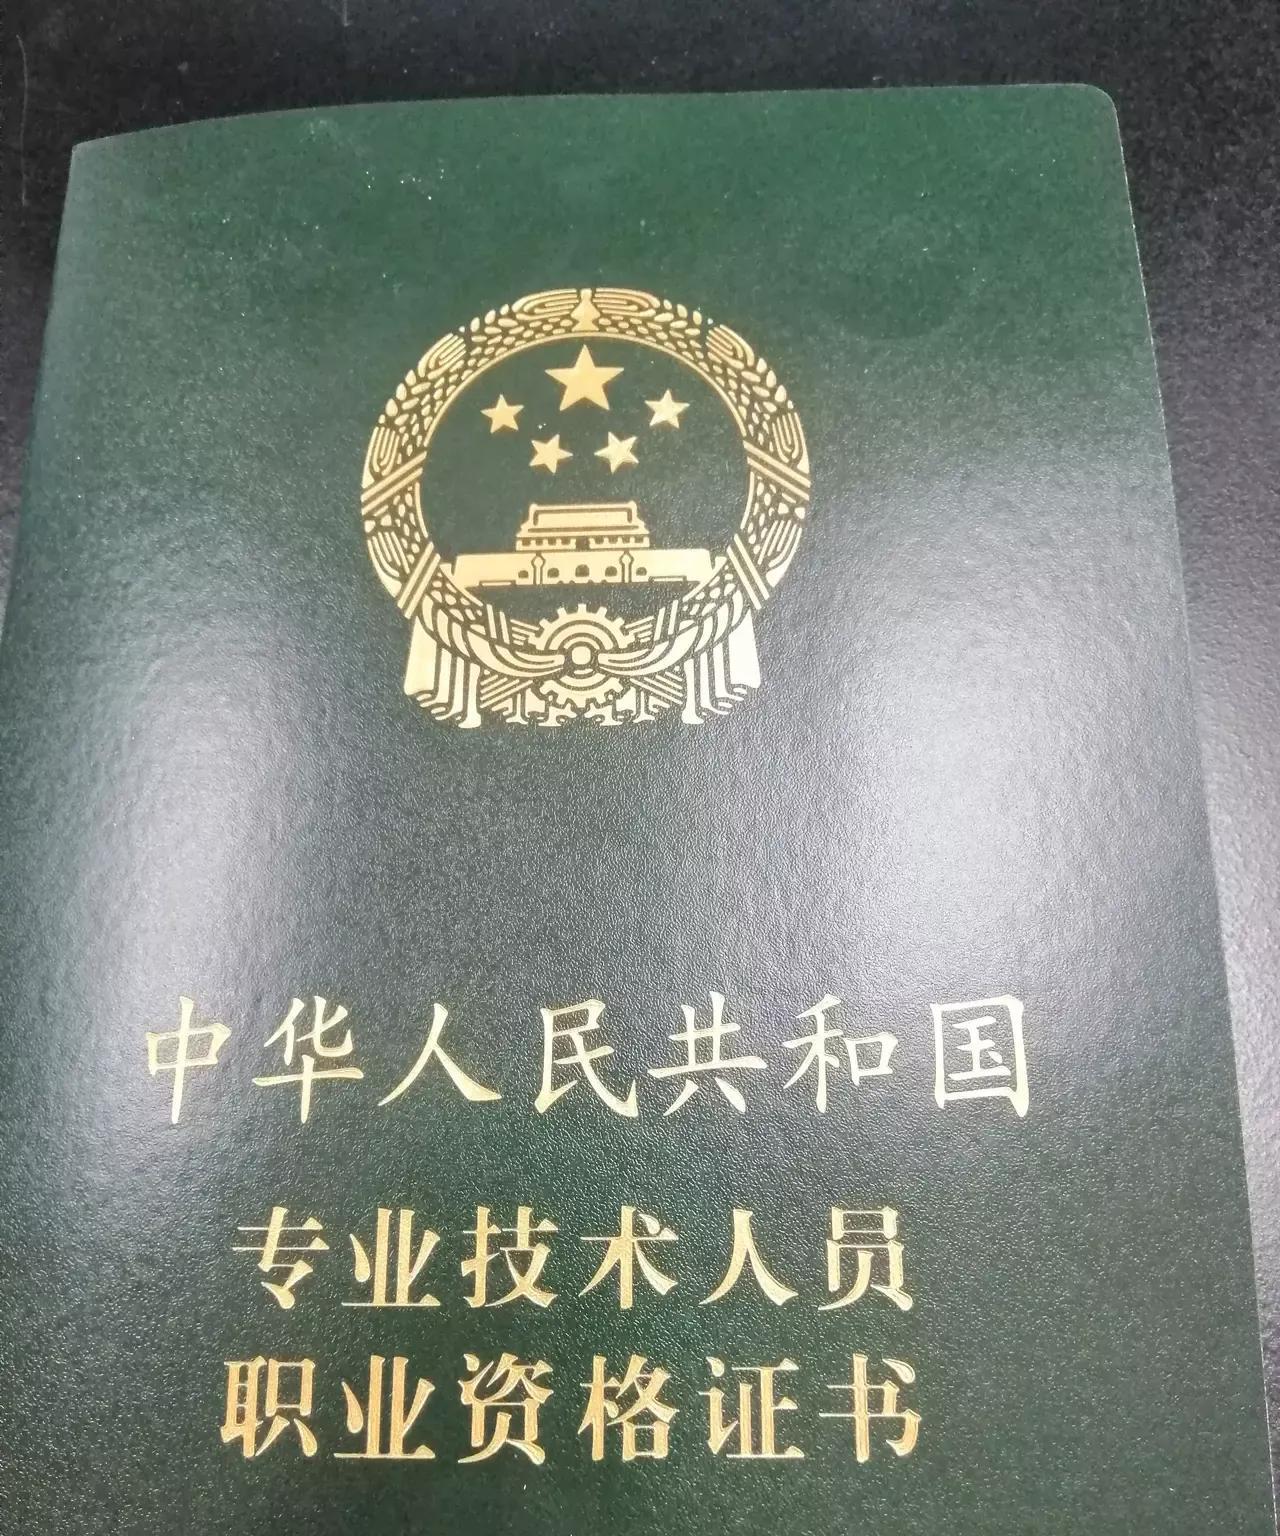 中华人民共和国
专业技术人员
职业资格证书